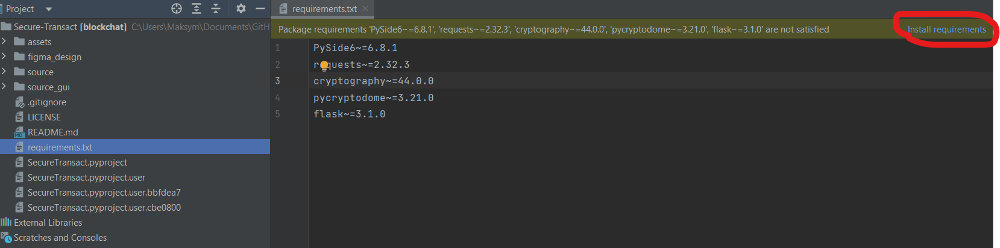 Project
requirements.txt
Secure-Transact [blockchat] C:\Users\Maksym\Documents\GitH
Package requirements 'PySide6~=6.8.1', 'requests~=2.32.3', 'cryptography~=44.0.0', 'pycryptodome~=3.21.0', 'flask~=3.1.0' are not satisfied
Install requirements
assets
figma_design
source
source_gui
.gitignore
LICENSE
MD README.md
requirements.txt
SecureTransact.pyproject
SecureTransact.pyproject.user
SecureTransact.pyproject.user.bbfdea7
SecureTransact.pyproject.user.cbe0800
External Libraries
Scratches and Consoles
1 PySide6~=6.8.1
2 requests~=2.32.3
3 cryptography~=44.0.0
4 pycryptodome~=3.21.0
5 flask~=3.1.0